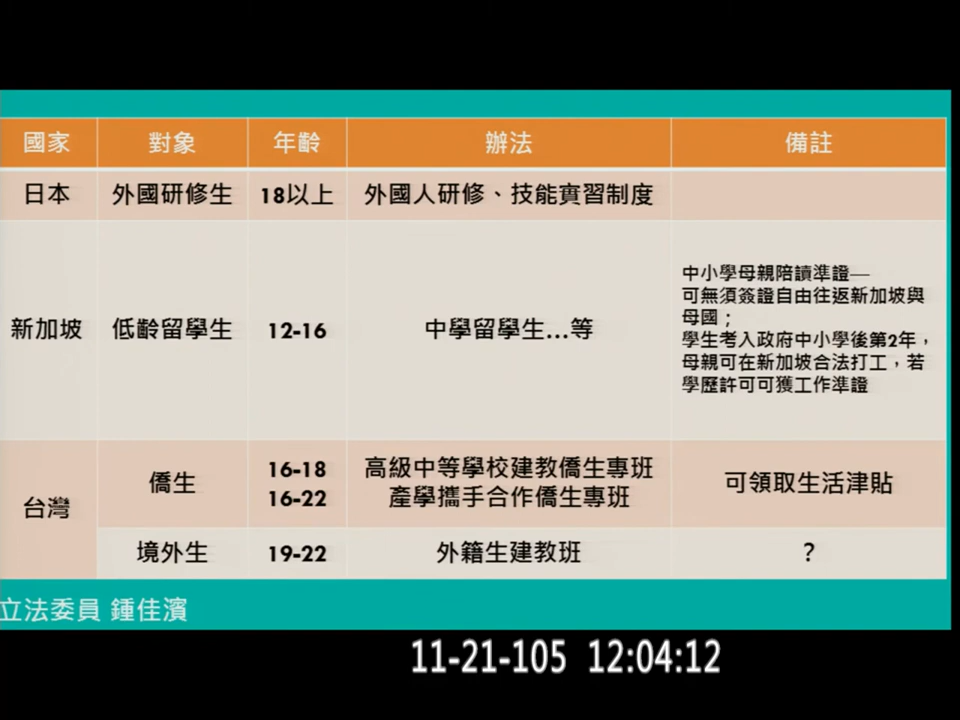 國家 對象 年齡 辦法 備註
日本 外國研修生 18以上 外國人研修、技能實習制度
新加坡 低齡留學生 12-16 中學留學生...等
中小學母親陪讀準證—
可無須簽證自由往返新加坡與
母國；
學生考入政府中小學後第2年，
母親可在新加坡合法打工，若
學歷許可可獲工作準證
台灣
僑生
16-18 高級中等學校建教僑生專班
16-22 產學攜手合作僑生專班
可領取生活津貼
境外生 19-22 外籍生建教班 ？
立法委員 鍾佳濱
11-21-105 12:04:12